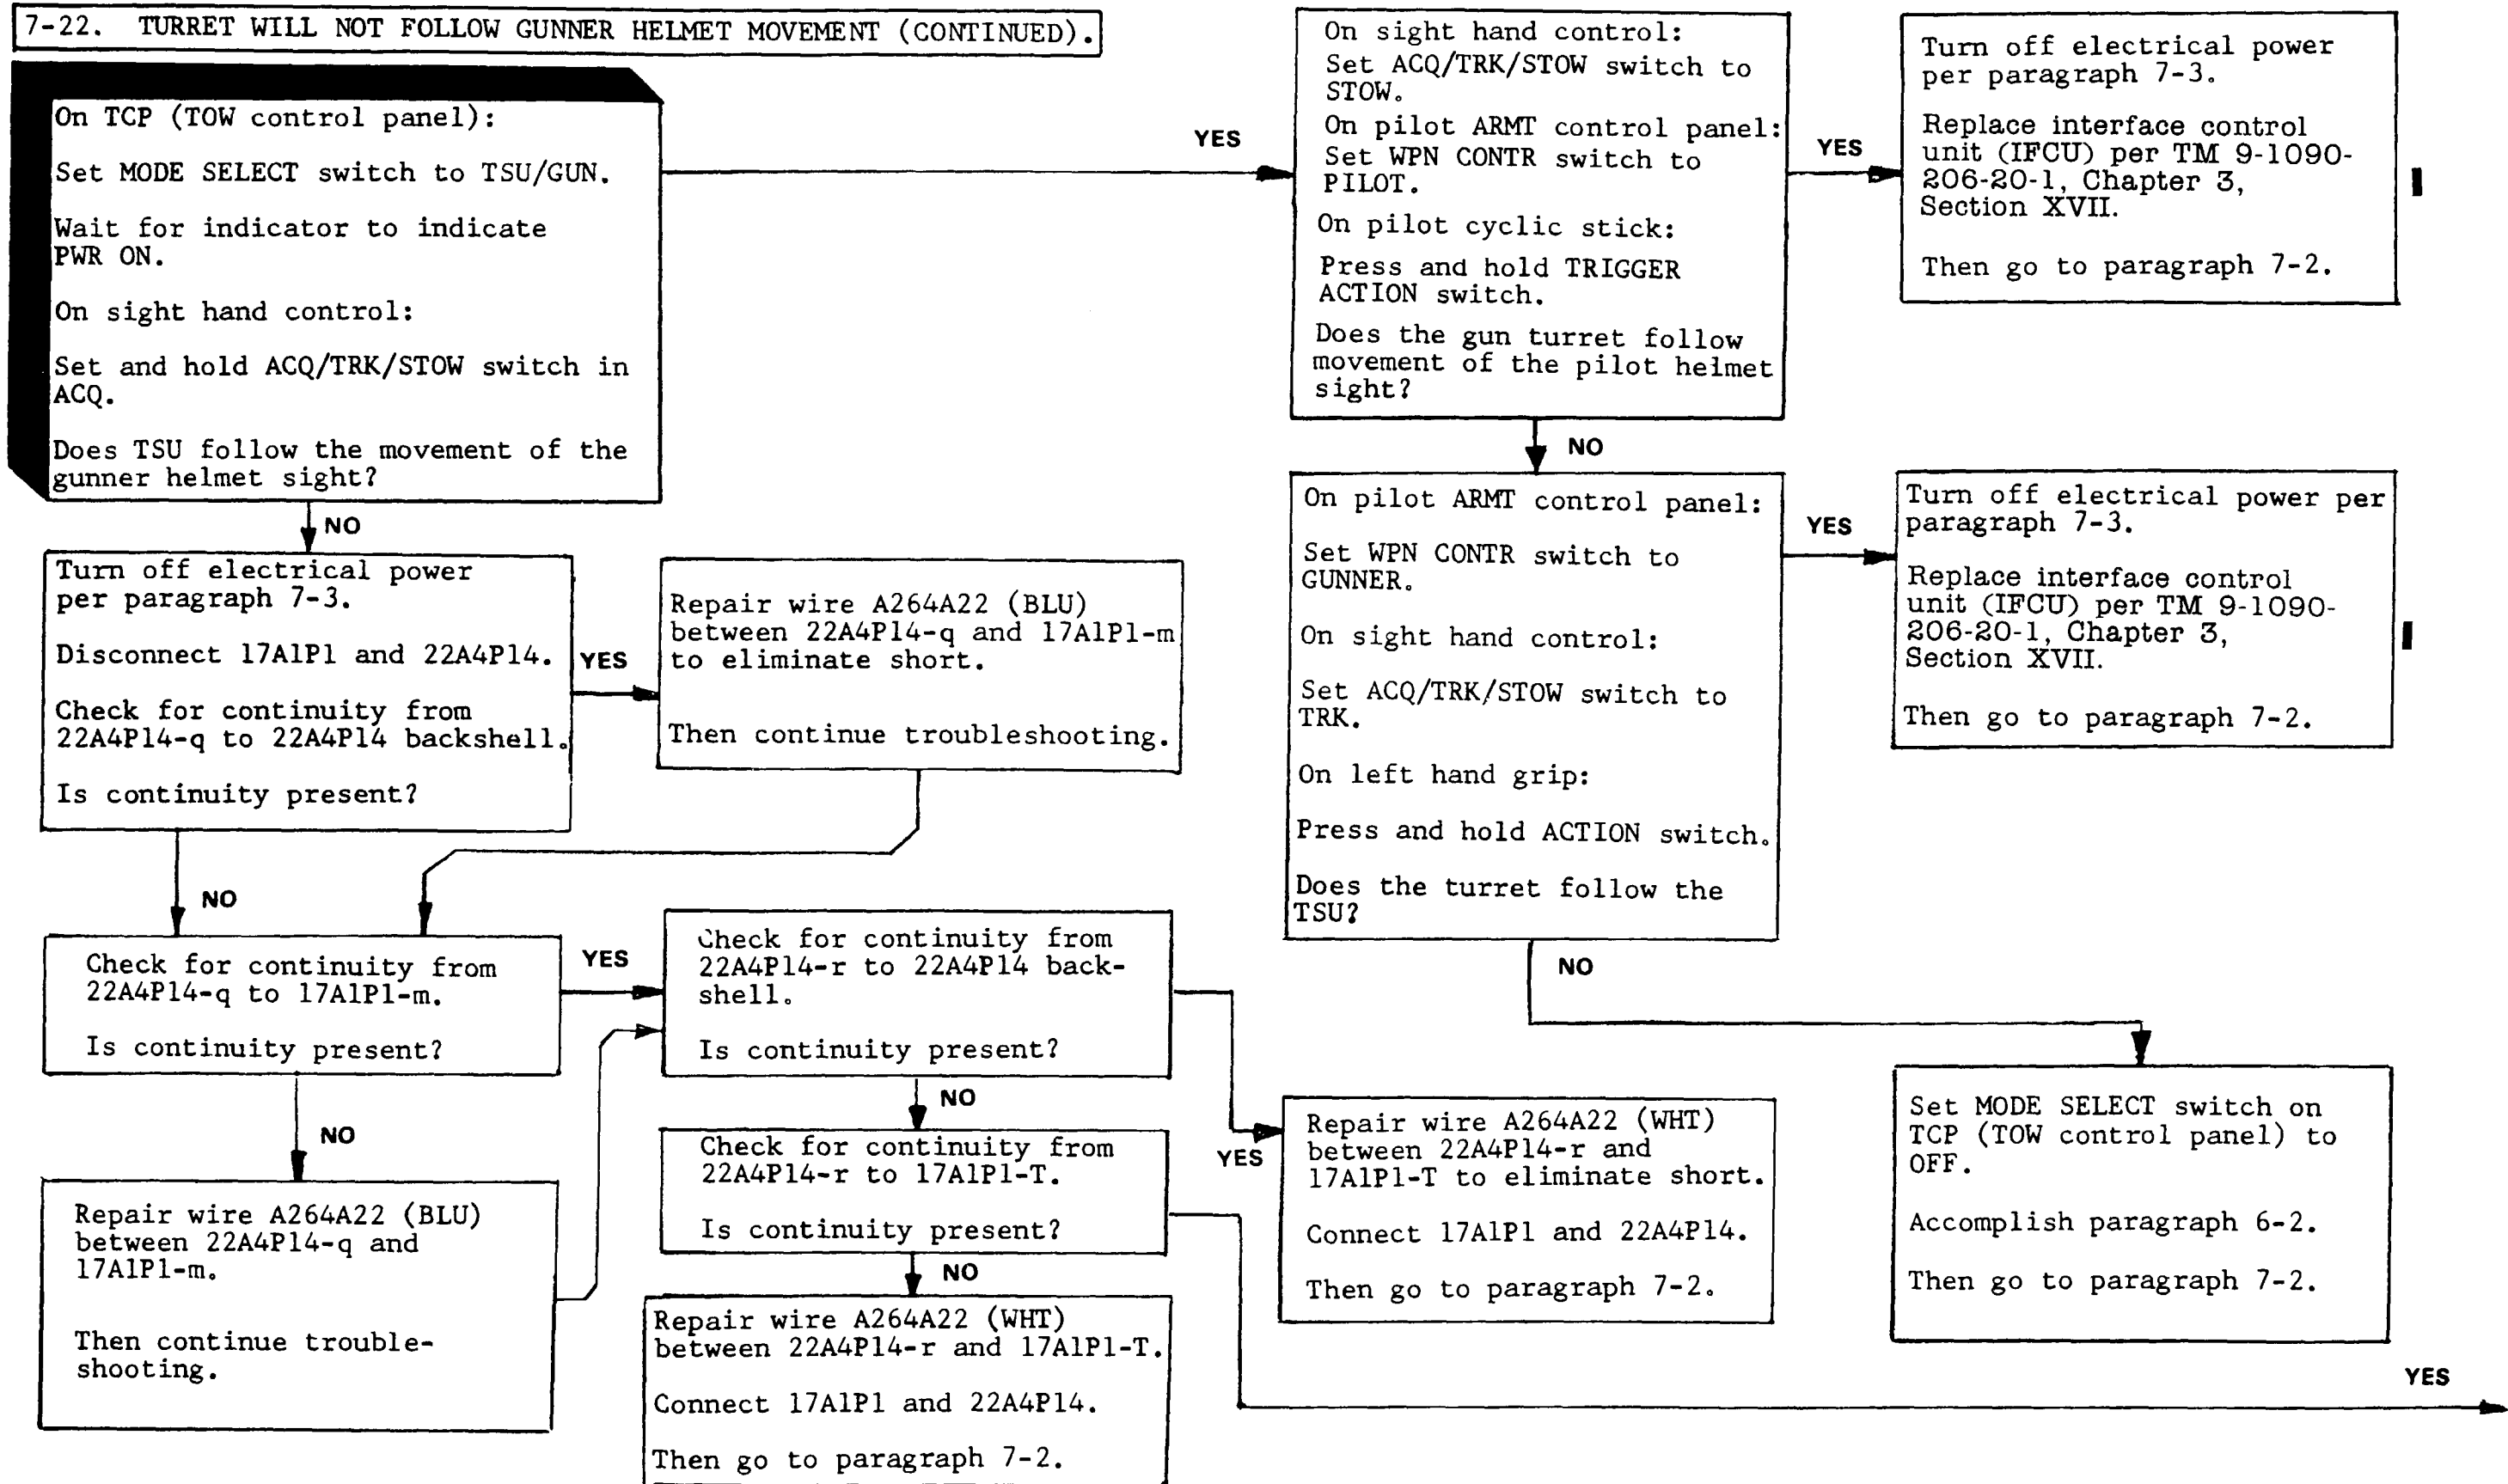 7-22. TURRET WILL NOT FOLLOW GUNNER HELMET MOVEMENT (CONTINUED).
On TCP (TOW control panel):
Set MODE SELECT switch to TSU/GUN.
Wait for indicator to indicate
PWR ON.
On sight hand control:
Set and hold ACQ/TRK/STOW switch in
ACQ.
Does TSU follow the movement of the
gunner helmet sight?
YES
On sight hand control:
Set ACQ/TRK/STOW switch to
STOW.
On pilot ARMT control panel:
Set WPN CONTR switch to
PILOT.
On pilot cyclic stick:
Press and hold TRIGGER
ACTION switch.
Does the gun turret follow
movement of the pilot helmet
sight?
YES
Turn off electrical power
per paragraph 7-3.
Replace interface control
unit (IFCU) per TM 9-1090-
206-20-1, Chapter 3,
Section XVII.
Then go to paragraph 7-2.
NO
On pilot ARMT control panel:
Set WPN CONTR switch to
GUNNER.
On sight hand control:
Set ACQ/TRK/STOW switch to
TRK.
On left hand grip:
Press and hold ACTION switch.
Does the turret follow the
TSU?
YES
Turn off electrical power per
paragraph 7-3.
Replace interface control
unit (IFCU) per TM 9-1090-
206-20-1, Chapter 3,
Section XVII.
Then go to paragraph 7-2.
NO
Set MODE SELECT switch on
TCP (TOW control panel) to
OFF.
Accomplish paragraph 6-2.
Then go to paragraph 7-2.
NO
Turn off electrical power
per paragraph 7-3.
Disconnect 17A1P1 and 22A4P14.
Check for continuity from
22A4P14-q to 22A4P14 backshell.
Is continuity present?
YES
Repair wire A264A22 (BLU)
between 22A4P14-q and 17A1P1-m
to eliminate short.
Then continue troubleshooting.
NO
Check for continuity from
22A4P14-q to 17A1P1-m.
Is continuity present?
YES
Check for continuity from
22A4P14-r to 22A4P14 back-
shell.
Is continuity present?
NO
Repair wire A264A22 (BLU)
between 22A4P14-q and
17A1P1-m.
Then continue trouble-
shooting.
NO
Check for continuity from
22A4P14-r to 17A1P1-T.
Is continuity present?
YES
Repair wire A264A22 (WHT)
between 22A4P14-r and
17A1P1-T to eliminate short.
Connect 17A1P1 and 22A4P14.
Then go to paragraph 7-2.
NO
Repair wire A264A22 (WHT)
between 22A4P14-r and 17A1P1-T.
Connect 17A1P1 and 22A4P14.
Then go to paragraph 7-2.
YES